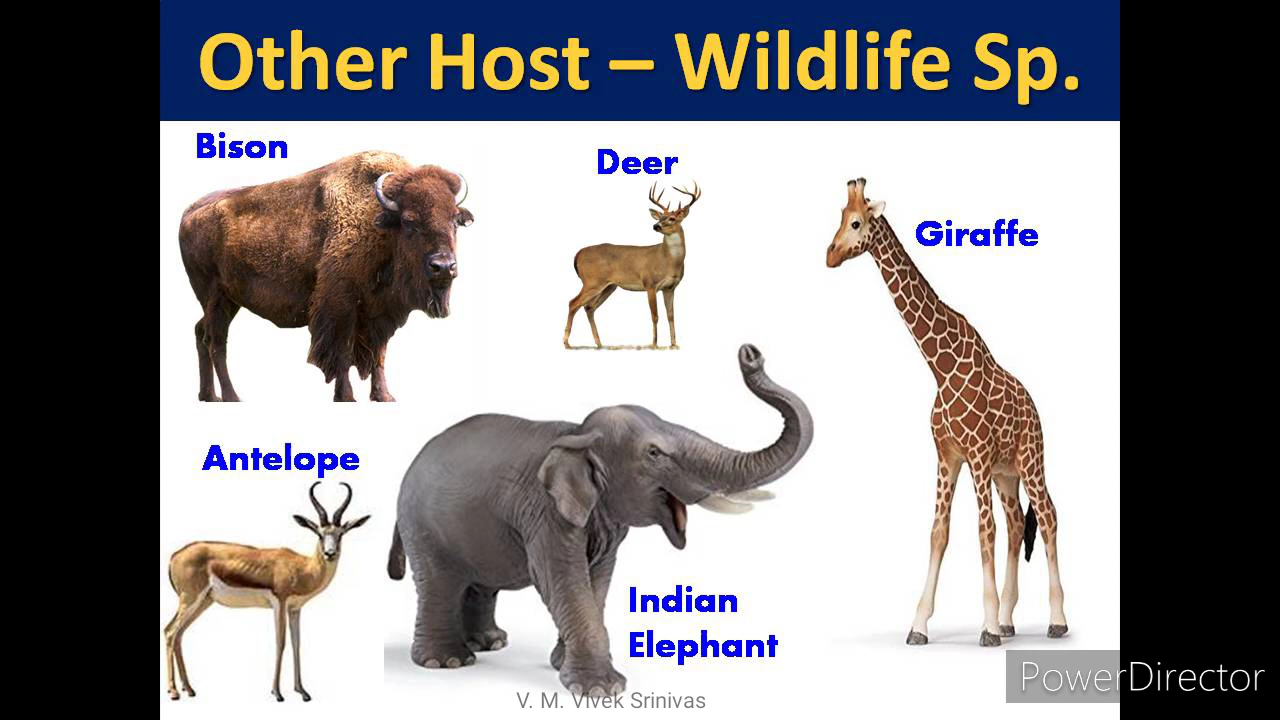 Other Host – Wildlife Sp.
Bison
Deer
Giraffe
Antelope
Indian
Elephant
V. M. Vivek Srinivas
PowerDirector